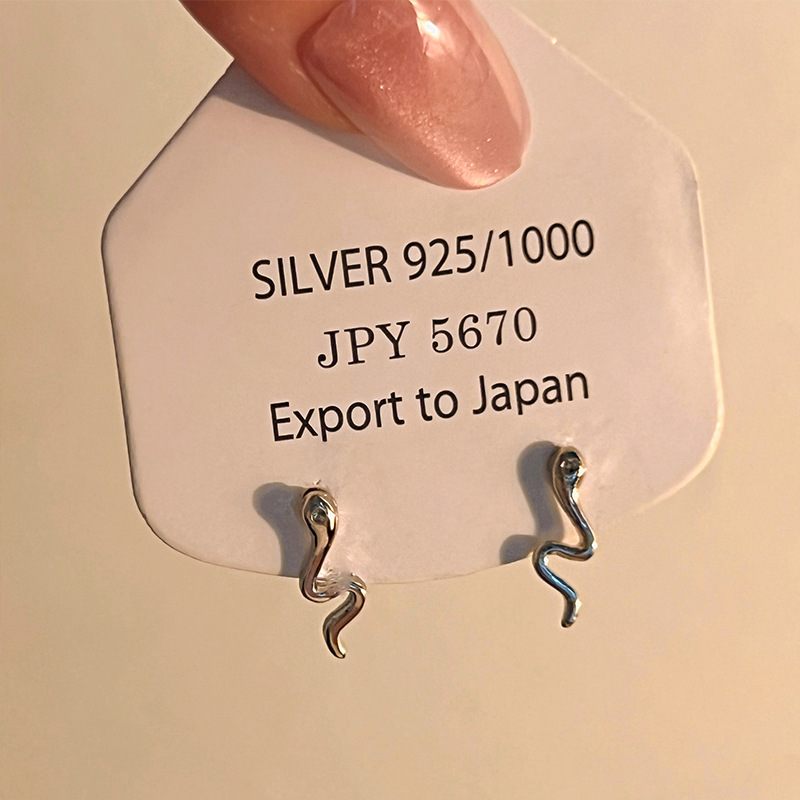 SILVER 925/1000
JPY 5670
Export to Japan